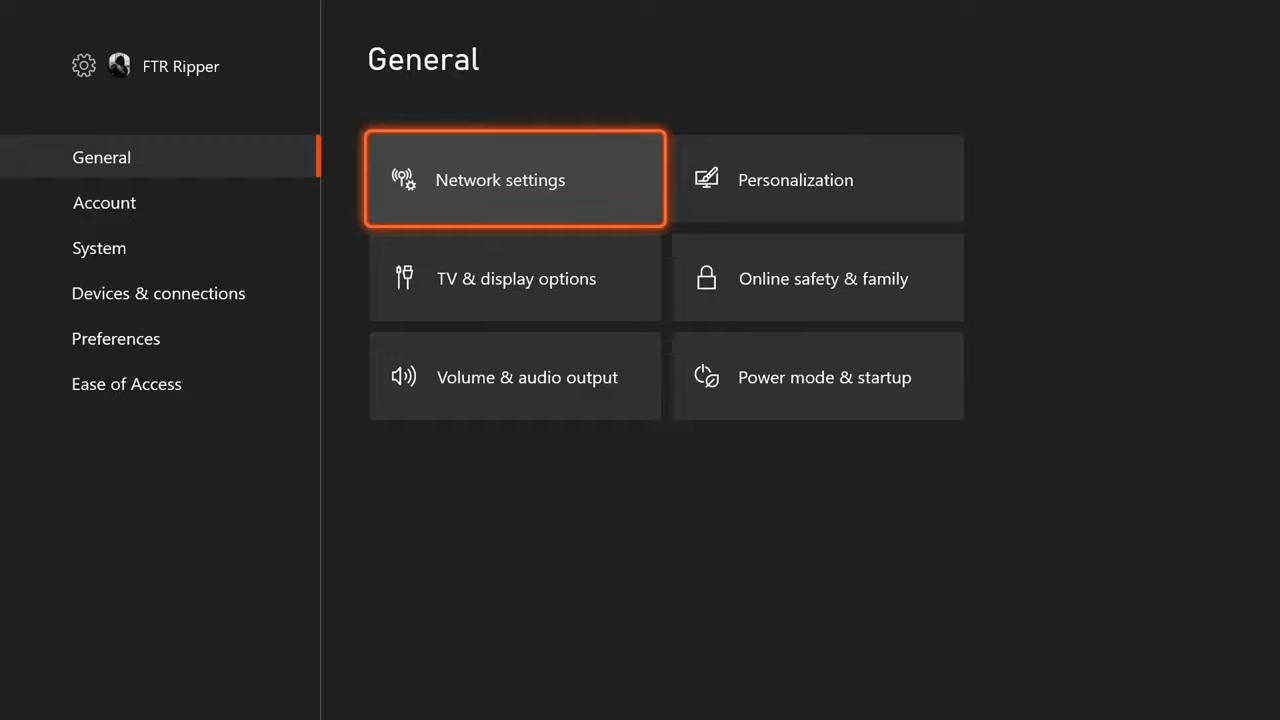 FTR Ripper
General
Account
System
Devices & connections
Preferences
Ease of Access
General
Network settings
Personalization
TV & display options
Online safety & family
Volume & audio output
Power mode & startup